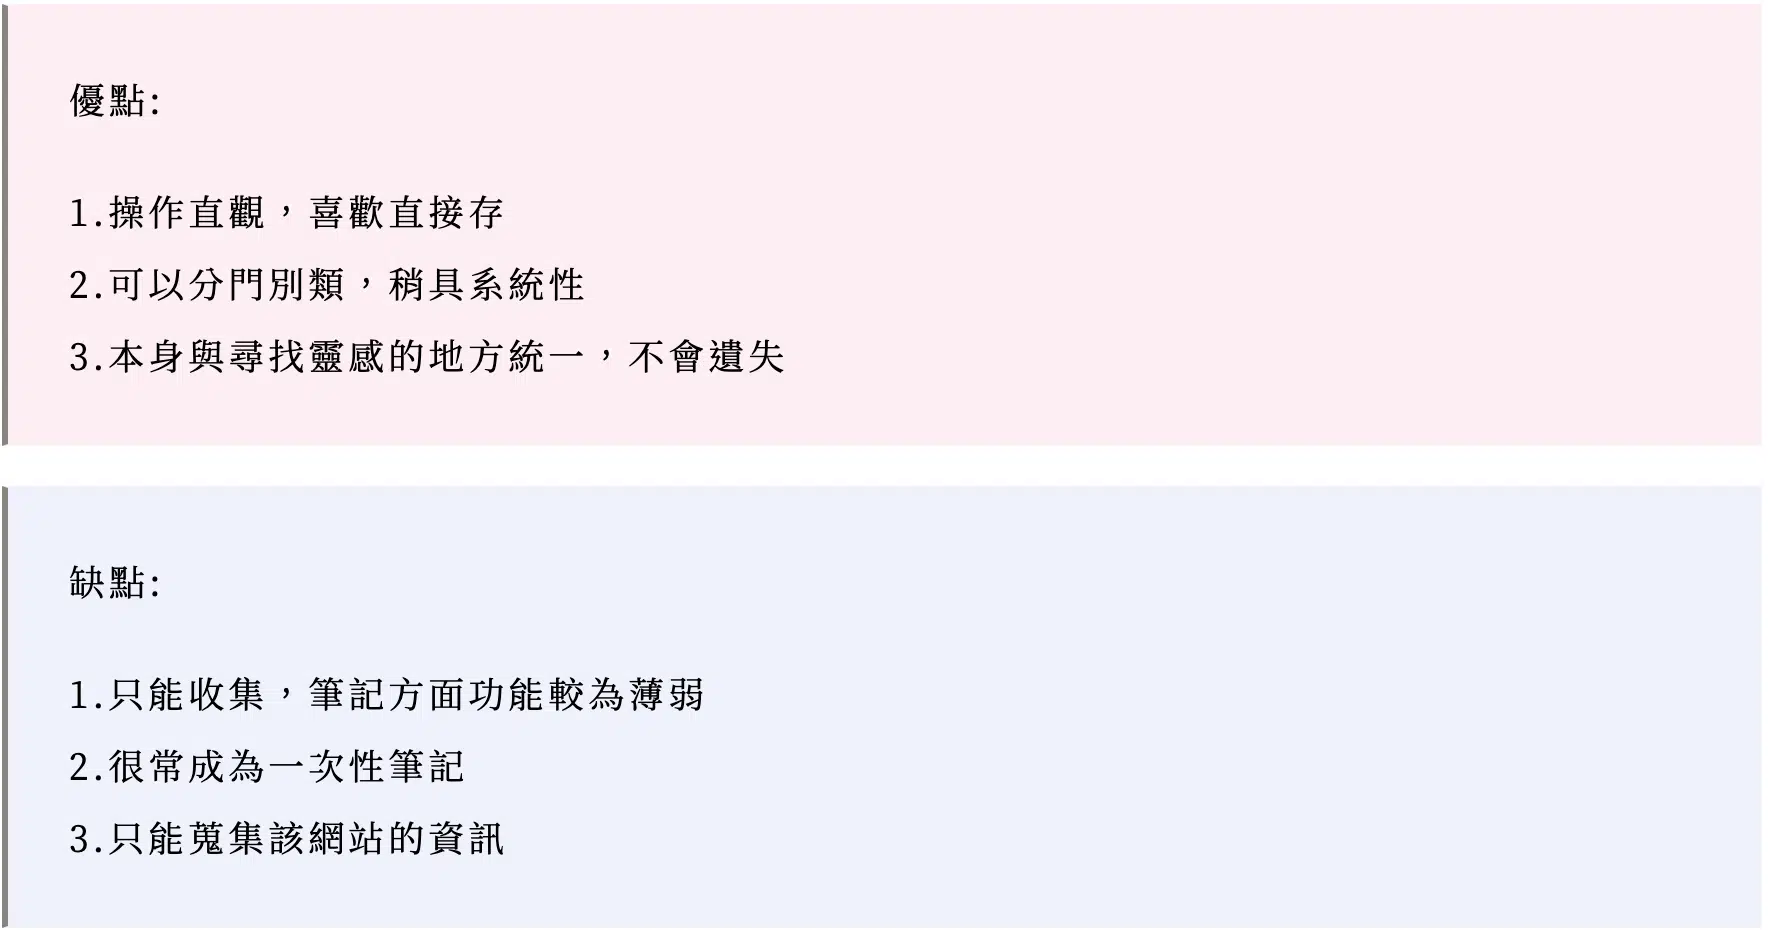 優點:
1.操作直觀，喜歡直接存
2.可以分門別類，稍具系統性
3.本身與尋找靈感的地方統一，不會遺失
缺點:
1.只能收集，筆記方面功能較為薄弱
2.很常成為一次性筆記
3.只能蒐集該網站的資訊